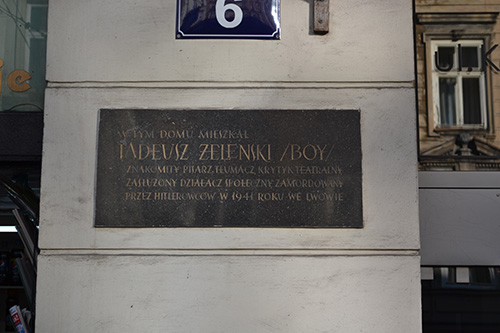 6
W TYM DOMU MIESZKAŁ
TADEUSZ ŻELEŃSKI /BOY/
ZNAKOMITY PISARZ, TŁUMACZ, KRYTYK TEATRALNY
ZASŁUŻONY DZIAŁACZ SPOŁECZNY ZAMORDOWANY
PRZEZ HITLEROWCÓW W 1941 ROKU WE LWOWIE